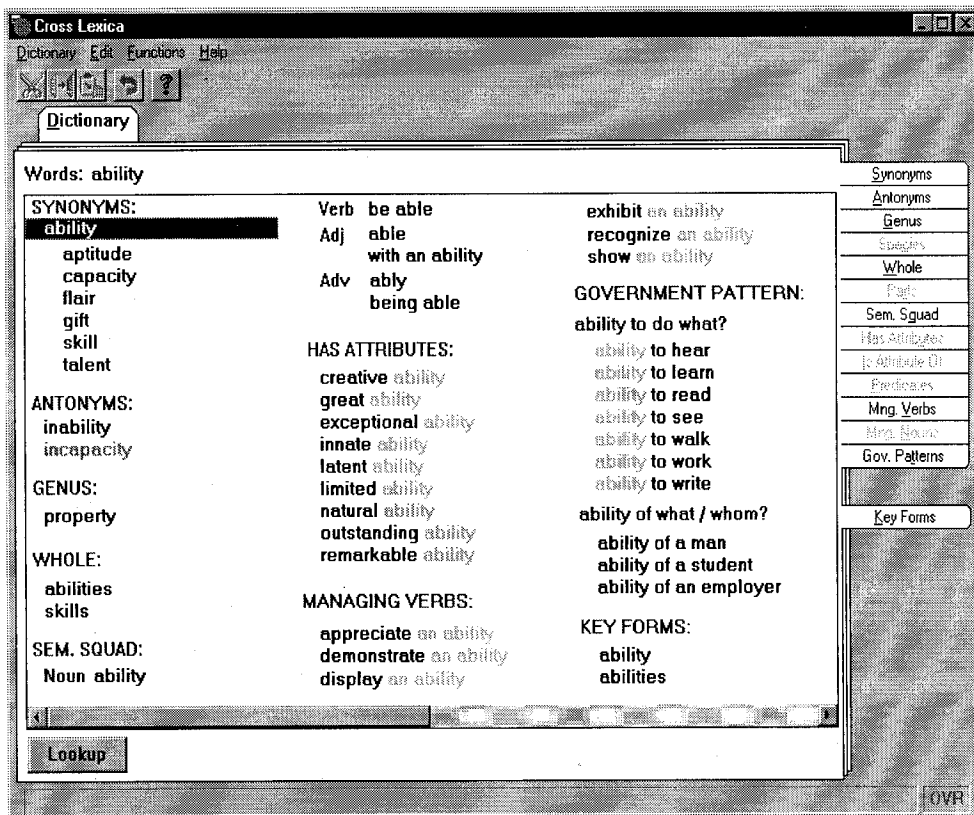 Cross Lexica
Dictionary Edit Functions Help
Dictionary
Words: ability
SYNONYMS:
ability
aptitude
capacity
flair
gift
skill
talent
ANTONYMS:
inability
incapacity
GENUS:
property
WHOLE:
abilities
skills
SEM. SQUAD:
Noun ability
Verb be able
Adj able
with an ability
Adv ably
being able
HAS ATTRIBUTES:
creative ability
great ability
exceptional ability
innate ability
latent ability
limited ability
natural ability
outstanding ability
remarkable ability
MANAGING VERBS:
appreciate an ability
demonstrate an ability
display an ability
exhibit an ability
recognize an ability
show an ability
GOVERNMENT PATTERN:
ability to do what?
ability to hear
ability to learn
ability to read
ability to see
ability to walk
ability to work
ability to write
ability of what / whom?
ability of a man
ability of a student
ability of an employer
KEY FORMS:
ability
abilities
Synonyms
Antonyms
Genus
Species
Whole
Parts
Sem. Squad
Has Attributes
Is Attribute Of
Predicates
Mng. Verbs
Mng. Nouns
Gov. Patterns
Key Forms
Lookup
OVR